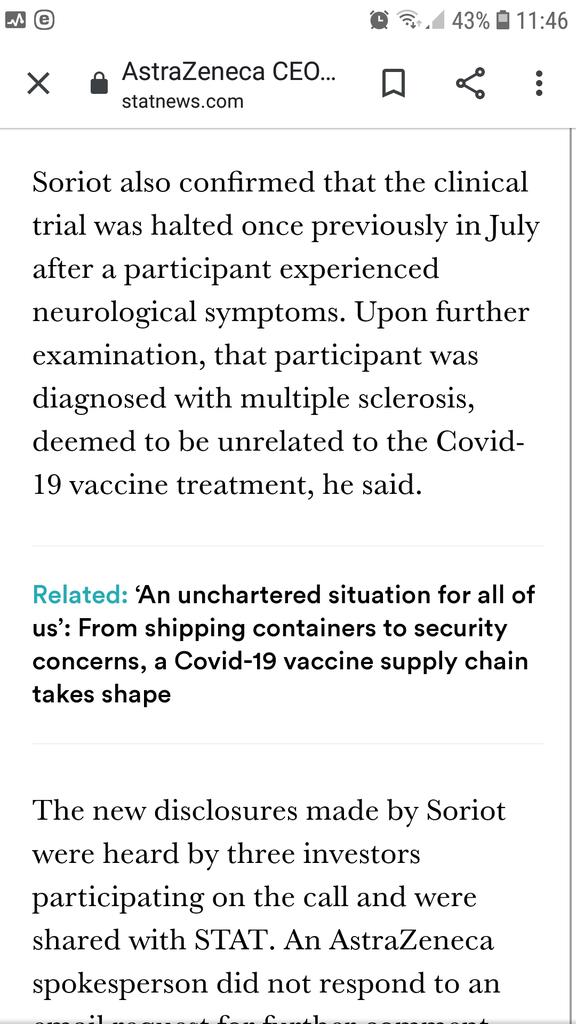 43% 11:46
AstraZeneca CEO...
statnews.com
Soriot also confirmed that the clinical
trial was halted once previously in July
after a participant experienced
neurological symptoms. Upon further
examination, that participant was
diagnosed with multiple sclerosis,
deemed to be unrelated to the Covid-
19 vaccine treatment, he said.
Related: ‘An unchartered situation for all of
us’: From shipping containers to security
concerns, a Covid-19 vaccine supply chain
takes shape
The new disclosures made by Soriot
were heard by three investors
participating on the call and were
shared with STAT. An AstraZeneca
spokesperson did not respond to an
email request for further comment